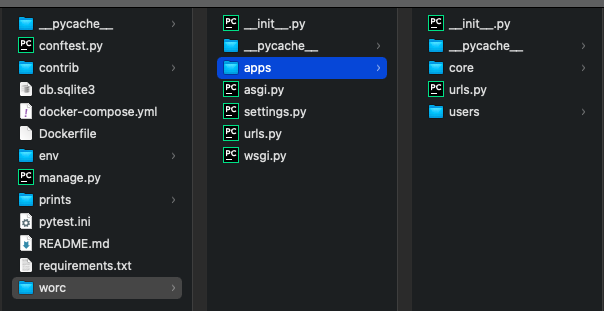 __pycache__
conftest.py
contrib
db.sqlite3
docker-compose.yml
Dockerfile
env
manage.py
prints
pytest.ini
README.md
requirements.txt
worc
__init__.py
__pycache__
apps
asgi.py
settings.py
urls.py
wsgi.py
__init__.py
__pycache__
core
urls.py
users